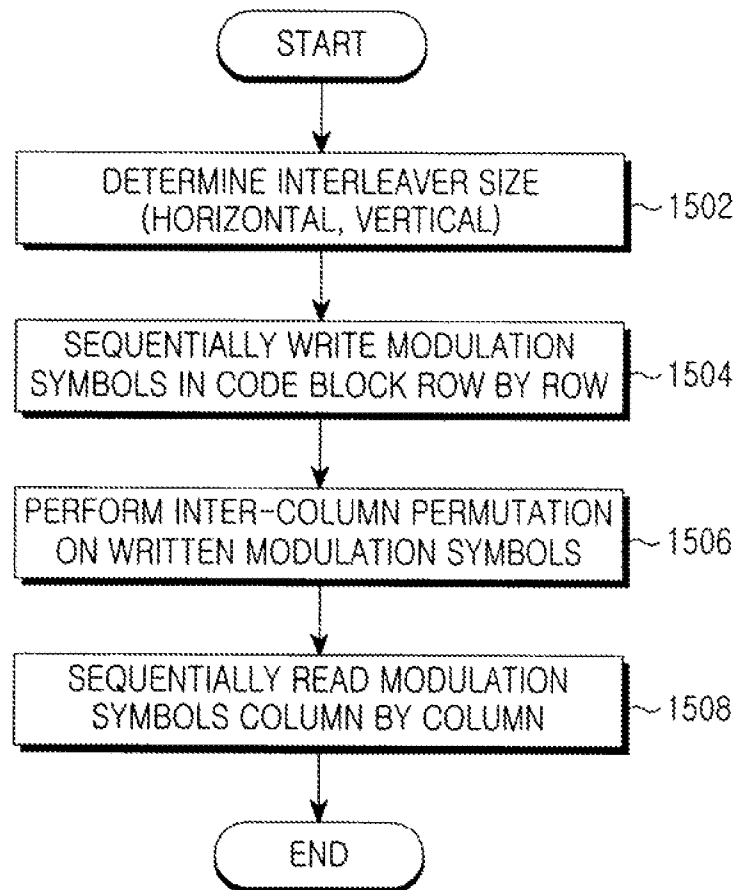 START
DETERMINE INTERLEAVER SIZE
(HORIZONTAL, VERTICAL)
1502
SEQUENTIALLY WRITE MODULATION
SYMBOLS IN CODE BLOCK ROW BY ROW
1504
PERFORM INTER-COLUMN PERMUTATION
ON WRITTEN MODULATION SYMBOLS
1506
SEQUENTIALLY READ MODULATION
SYMBOLS COLUMN BY COLUMN
1508
END